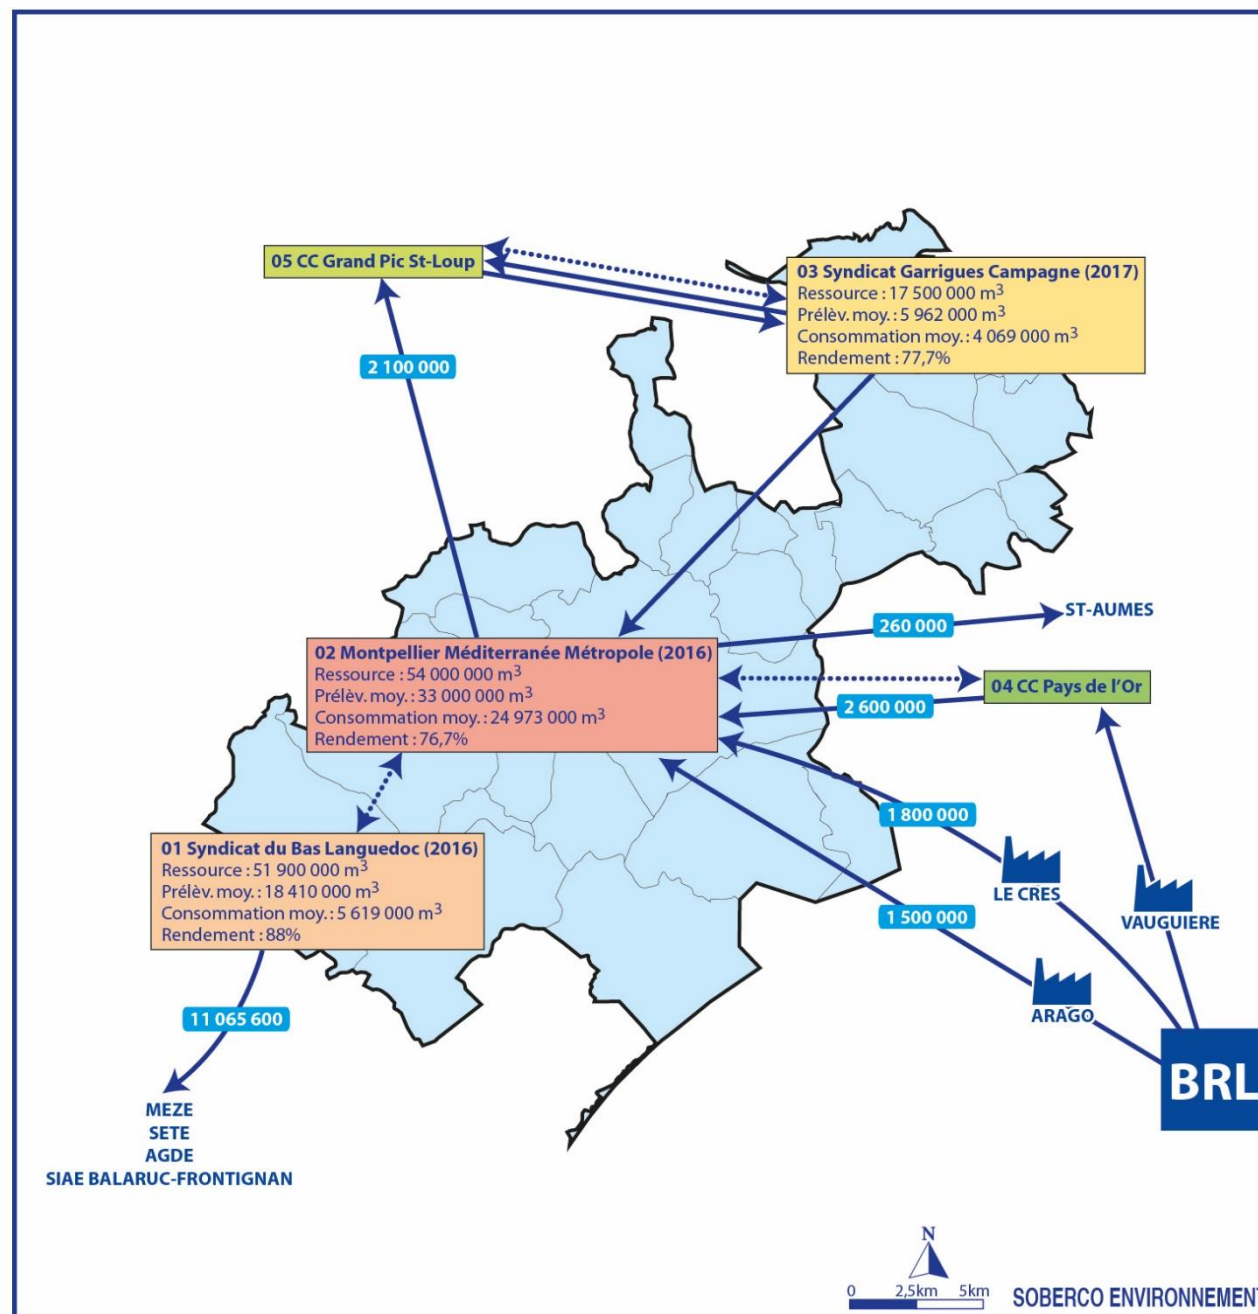 05 CC Grand Pic St-Loup
03 Syndicat Garrigues Campagne (2017)
Ressource : 17 500 000 m³
Prélèv. moy. : 5 962 000 m³
Consommation moy. : 4 069 000 m³
Rendement : 77,7%
2 100 000
260 000
ST-AUMES
02 Montpellier Méditerranée Métropole (2016)
Ressource : 54 000 000 m³
Prélèv. moy. : 33 000 000 m³
Consommation moy. : 24 973 000 m³
Rendement : 76,7%
04 CC Pays de l'Or
2 600 000
1 800 000
01 Syndicat du Bas Languedoc (2016)
Ressource : 51 900 000 m³
Prélèv. moy. : 18 410 000 m³
Consommation moy. : 5 619 000 m³
Rendement : 88%
LE CRES
1 500 000
VAUGUIERE
ARAGO
11 065 600
BRL
MEZE
SETE
AGDE
SIAE BALARUC-FRONTIGNAN
N
0 2,5km 5km
SOBERCO ENVIRONNEMENT